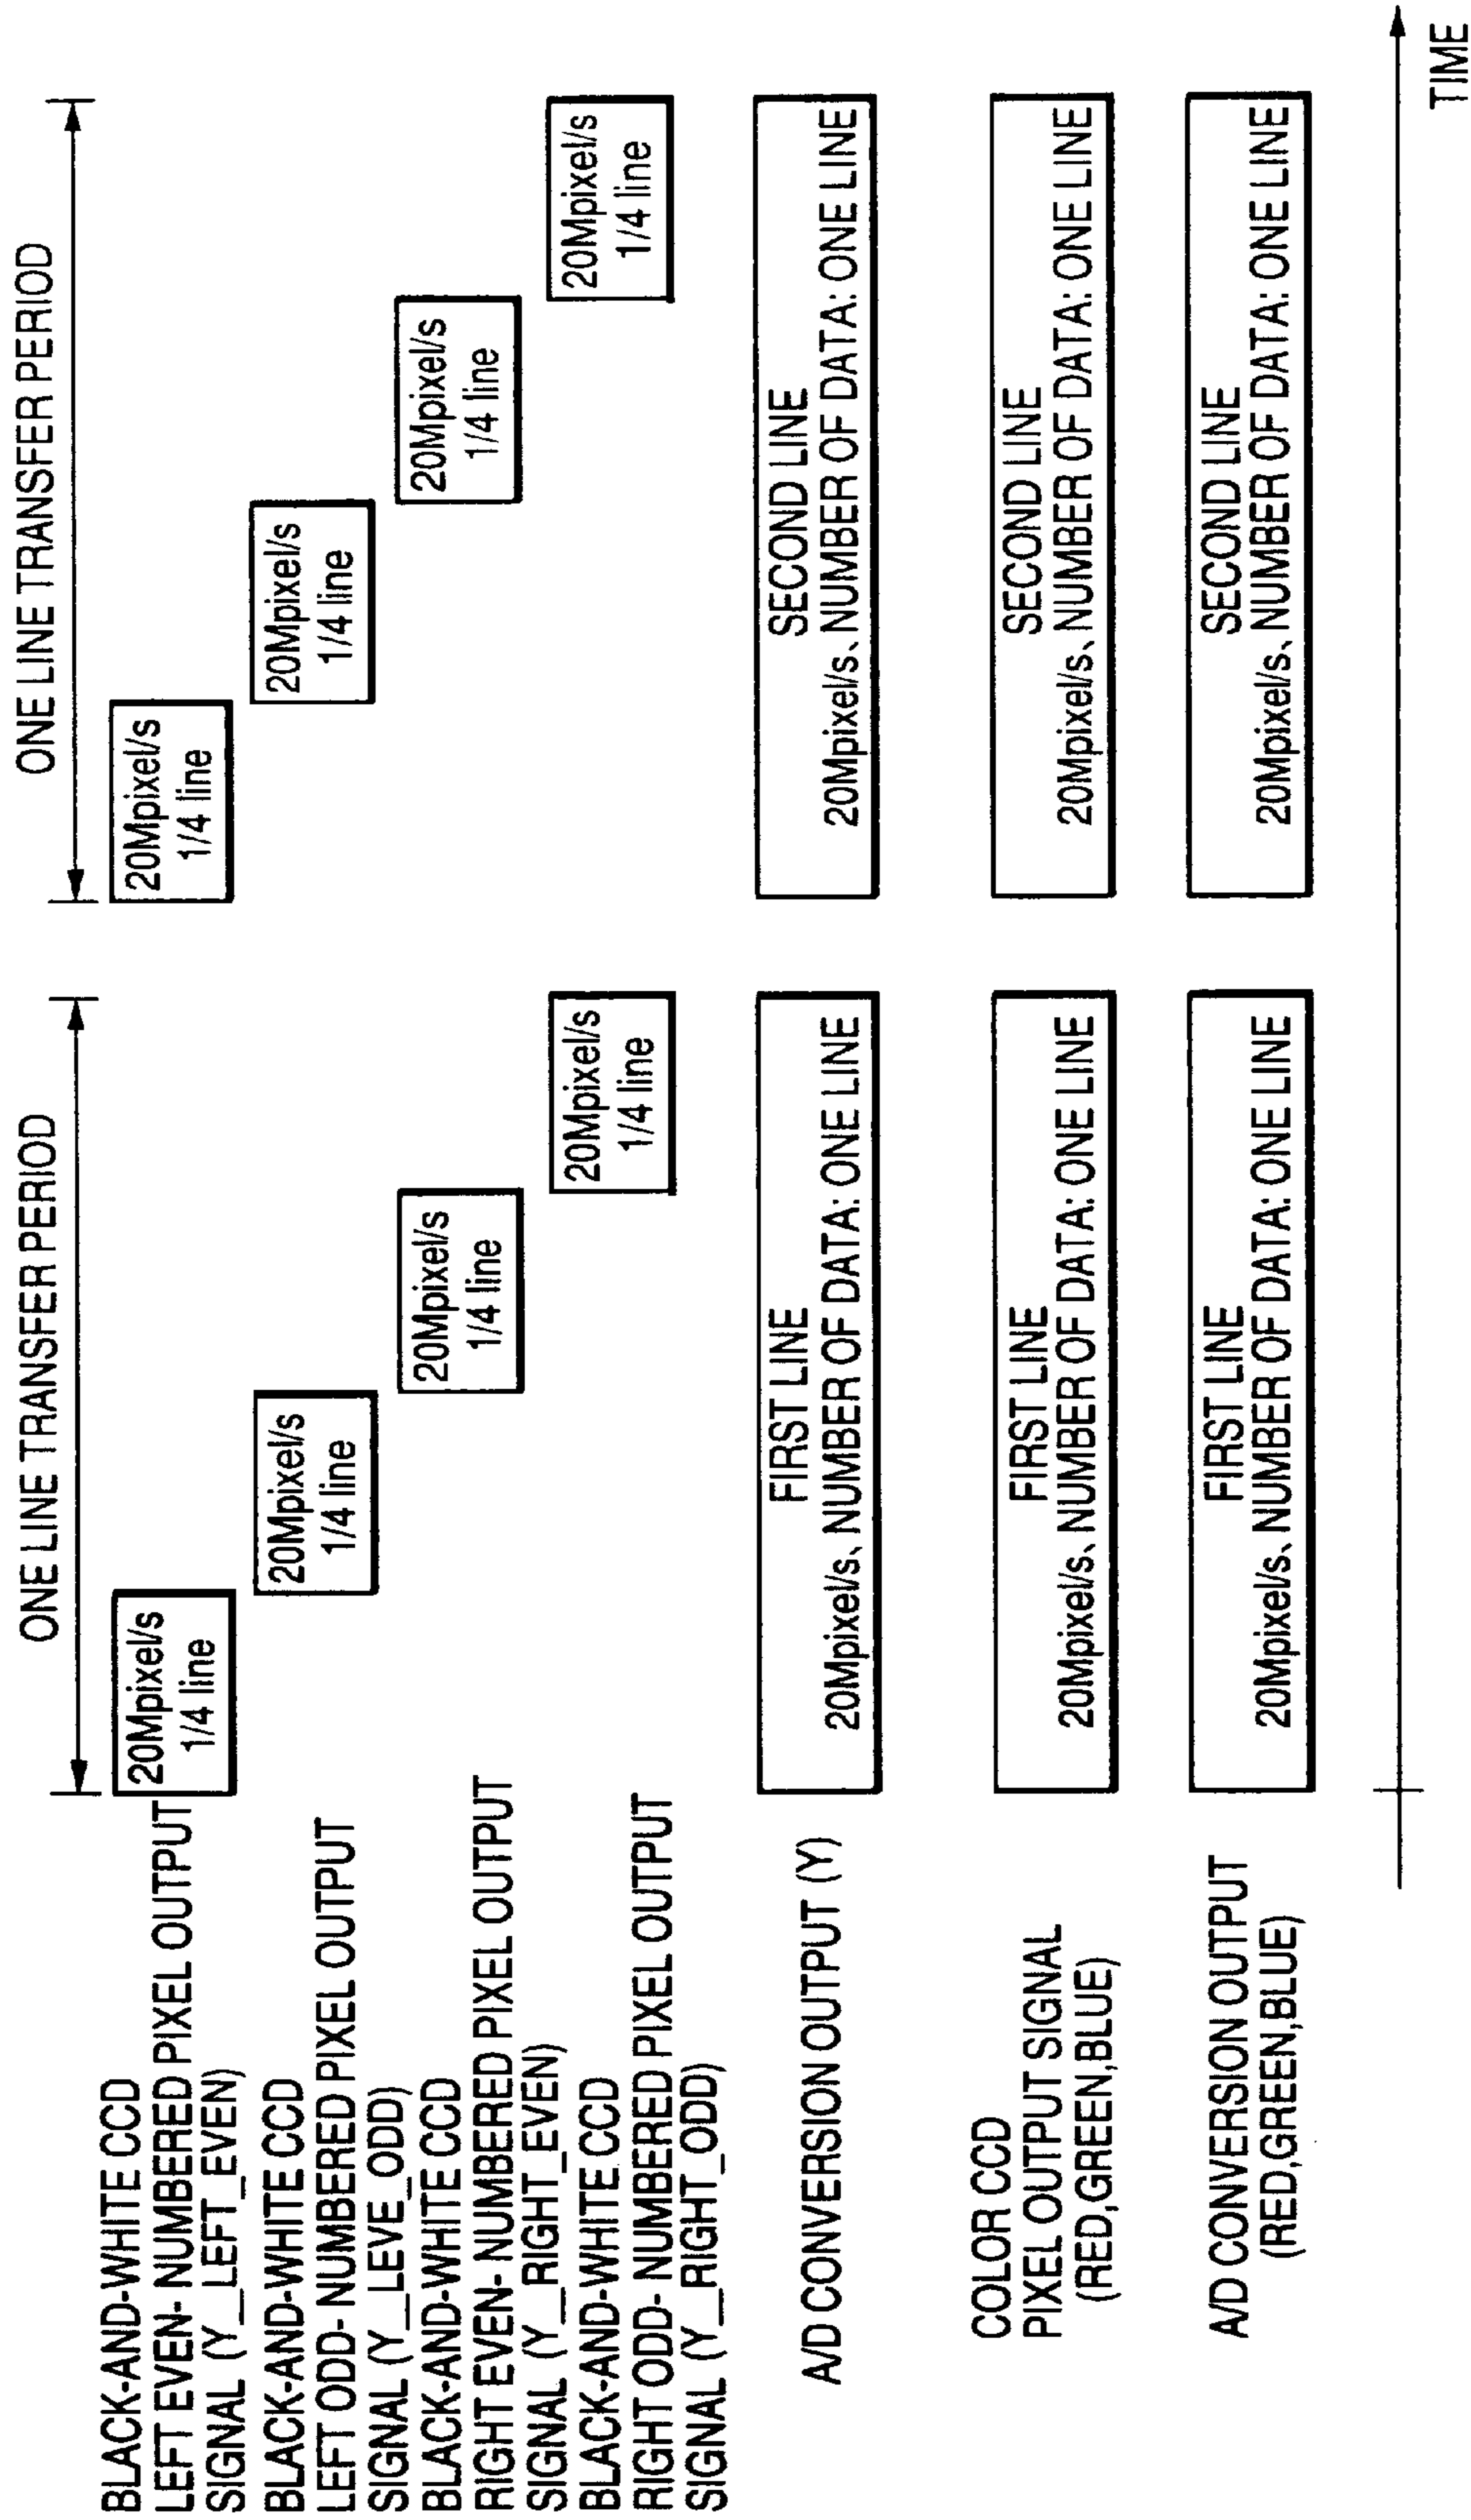 ONE LINE TRANSFER PERIOD
ONE LINE TRANSFER PERIOD
BLACK-AND-WHITE CCD
LEFT EVEN- NUMBERED PIXEL OUTPUT
SIGNAL (Y_LEFT_EVEN)
20Mpixel/s
1/4 line
20Mpixel/s
1/4 line
BLACK-AND-WHITE CCD
LEFT ODD- NUMBERED PIXEL OUTPUT
SIGNAL (Y_LEVE_ODD)
20Mpixel/s
1/4 line
20Mpixel/s
1/4 line
BLACK-AND-WHITE CCD
RIGHT EVEN- NUMBERED PIXEL OUTPUT
SIGNAL (Y_RIGHT_EVEN)
20Mpixel/s
1/4 line
20Mpixel/s
1/4 line
BLACK-AND-WHITE CCD
RIGHT ODD- NUMBERED PIXEL OUTPUT
SIGNAL (Y_RIGHT_ODD)
20Mpixel/s
1/4 line
20Mpixel/s
1/4 line
A/D CONVERSION OUTPUT (Y)
FIRST LINE
20Mpixel/s、NUMBER OF DATA: ONE LINE
SECOND LINE
20Mpixel/s、NUMBER OF DATA: ONE LINE
COLOR CCD
PIXEL OUTPUT SIGNAL
(RED,GREEN,BLUE)
FIRST LINE
20Mpixel/s、NUMBER OF DATA: ONE LINE
SECOND LINE
20Mpixel/s、NUMBER OF DATA: ONE LINE
A/D CONVERSION OUTPUT
(RED,GREEN,BLUE)
FIRST LINE
20Mpixel/s、NUMBER OF DATA: ONE LINE
SECOND LINE
20Mpixel/s、NUMBER OF DATA: ONE LINE
TIME